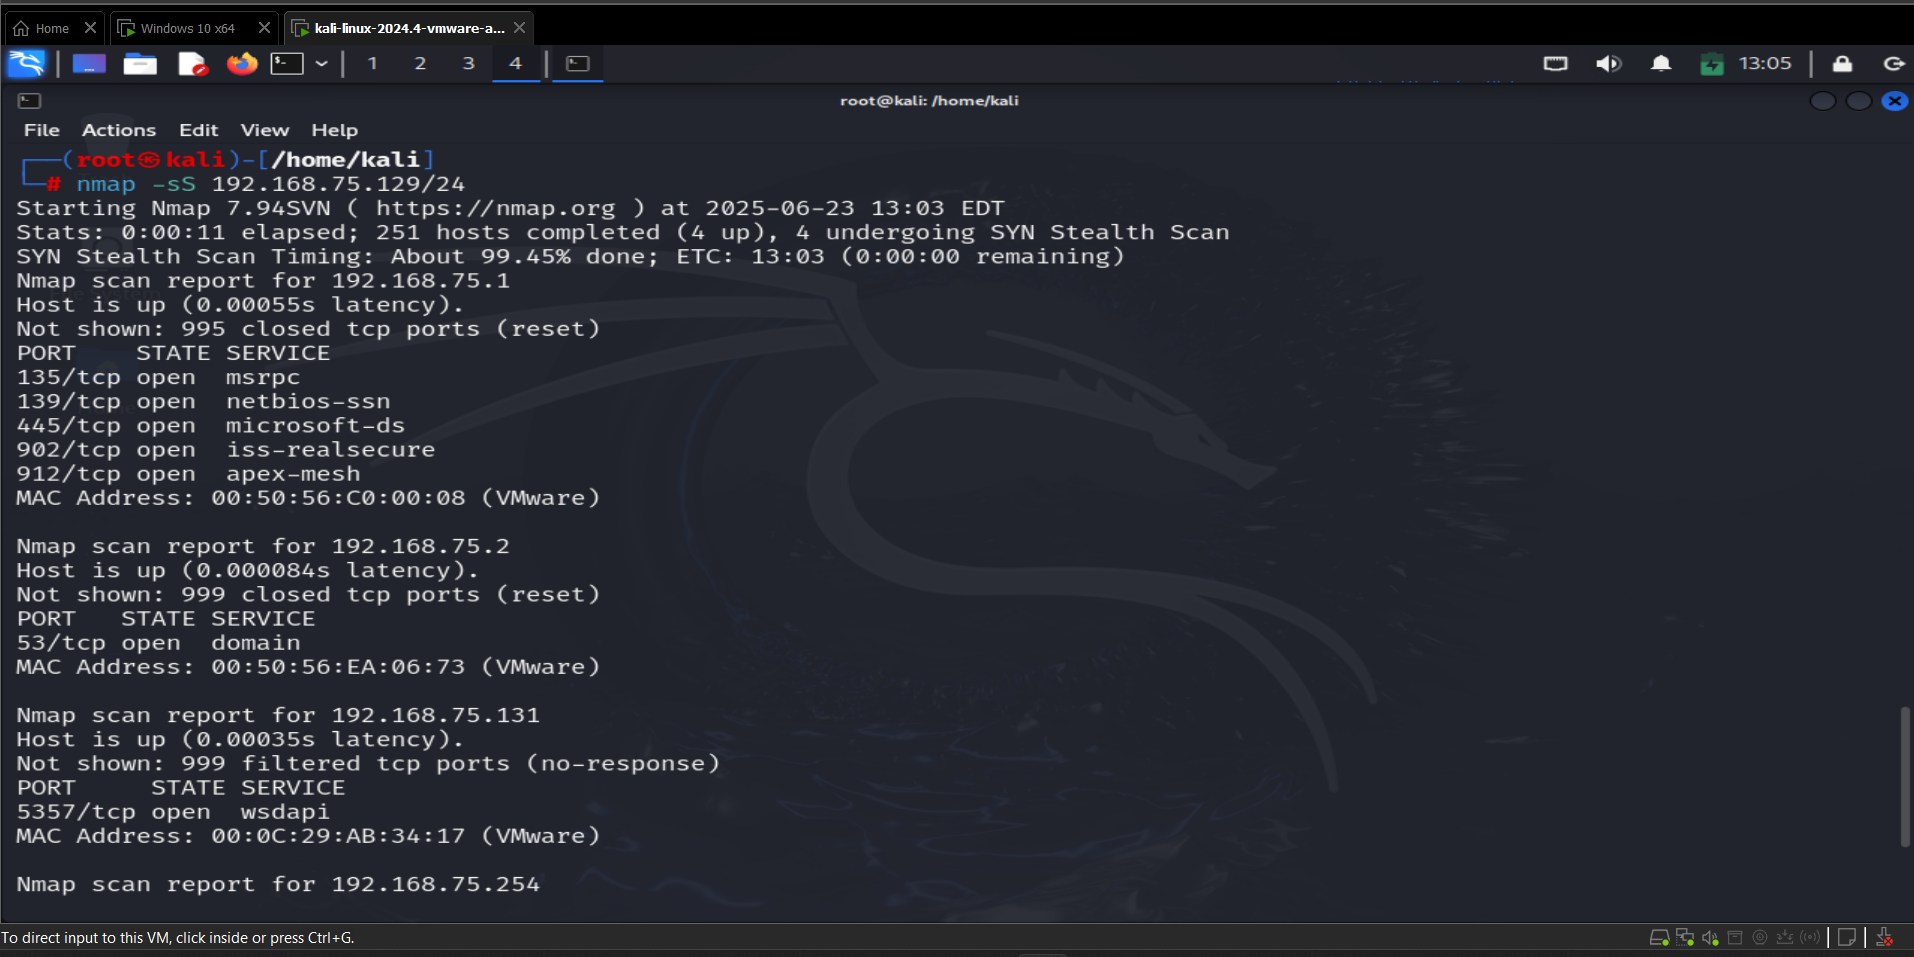 Home
Windows 10 x64
kali-linux-2024.4-vmware-a...
1 2 3 4
13:05
root@kali: /home/kali
File Actions Edit View Help
┌──(root㉿kali)-[/home/kali]
└─# nmap -sS 192.168.75.129/24
Starting Nmap 7.94SVN ( https://nmap.org ) at 2025-06-23 13:03 EDT
Stats: 0:00:11 elapsed; 251 hosts completed (4 up), 4 undergoing SYN Stealth Scan
SYN Stealth Scan Timing: About 99.45% done; ETC: 13:03 (0:00:00 remaining)
Nmap scan report for 192.168.75.1
Host is up (0.00055s latency).
Not shown: 995 closed tcp ports (reset)
PORT    STATE SERVICE
135/tcp open  msrpc
139/tcp open  netbios-ssn
445/tcp open  microsoft-ds
902/tcp open  iss-realsecure
912/tcp open  apex-mesh
MAC Address: 00:50:56:C0:00:08 (VMware)
Nmap scan report for 192.168.75.2
Host is up (0.000084s latency).
Not shown: 999 closed tcp ports (reset)
PORT   STATE SERVICE
53/tcp open  domain
MAC Address: 00:50:56:EA:06:73 (VMware)
Nmap scan report for 192.168.75.131
Host is up (0.00035s latency).
Not shown: 999 filtered tcp ports (no-response)
PORT     STATE SERVICE
5357/tcp open  wsdapi
MAC Address: 00:0C:29:AB:34:17 (VMware)
Nmap scan report for 192.168.75.254
To direct input to this VM, click inside or press Ctrl+G.